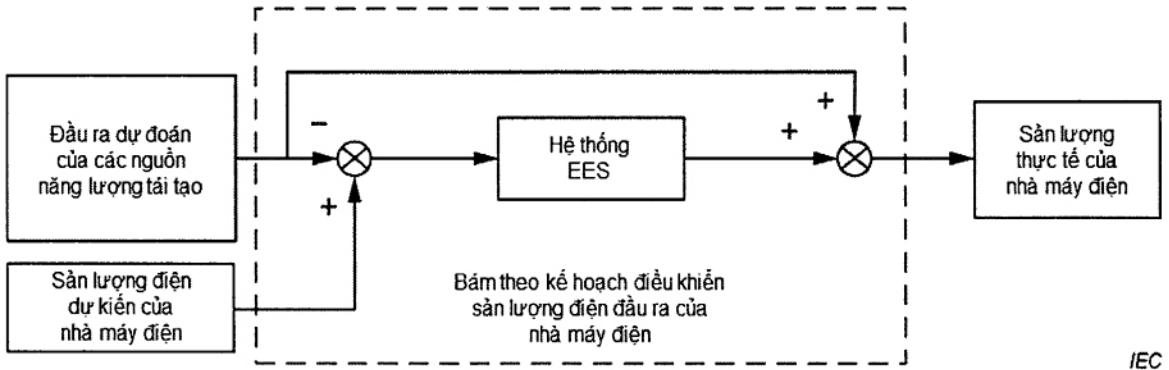 Đầu ra dự đoán
của các nguồn
năng lượng tái tạo
−
+
Hệ thống
EES
+
+
Sản lượng
thực tế của
nhà máy điện
Sản lượng điện
dự kiến của
nhà máy điện
Bám theo kế hoạch điều khiển
sản lượng điện đầu ra của
nhà máy điện
IEC